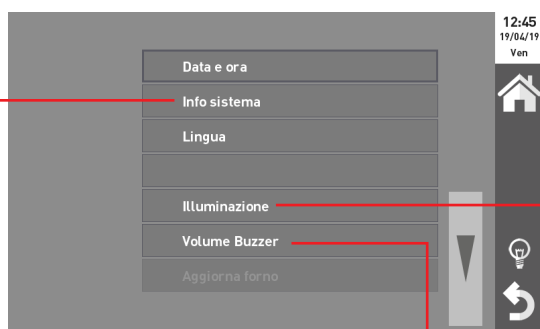 12:45
19/04/19
Ven
Data e ora
Info sistema
Lingua
Illuminazione
Volume Buzzer
Aggiorna forno